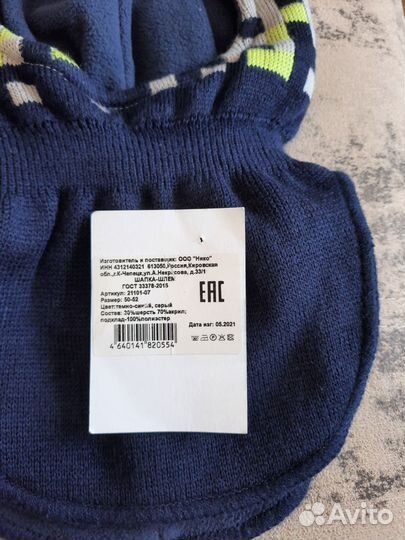 Изготовитель и поставщик: ООО "Нико"
ИНН 4312140321 613050,Россия,Кировская
обл.,г.К-Чепецк,ул.А.Некрасова, д.33/1
ШАПКА-ШЛЕМ
ГОСТ 33378-2015
Артикул: 21101-07
Размер: 50-52
Цвет:темно-синий, серый
Состав: 30%шерсть 70%акрил;
подклад-100%полиэстер
EAC
Дата изг: 05.2021
4 640141 820554
Avito